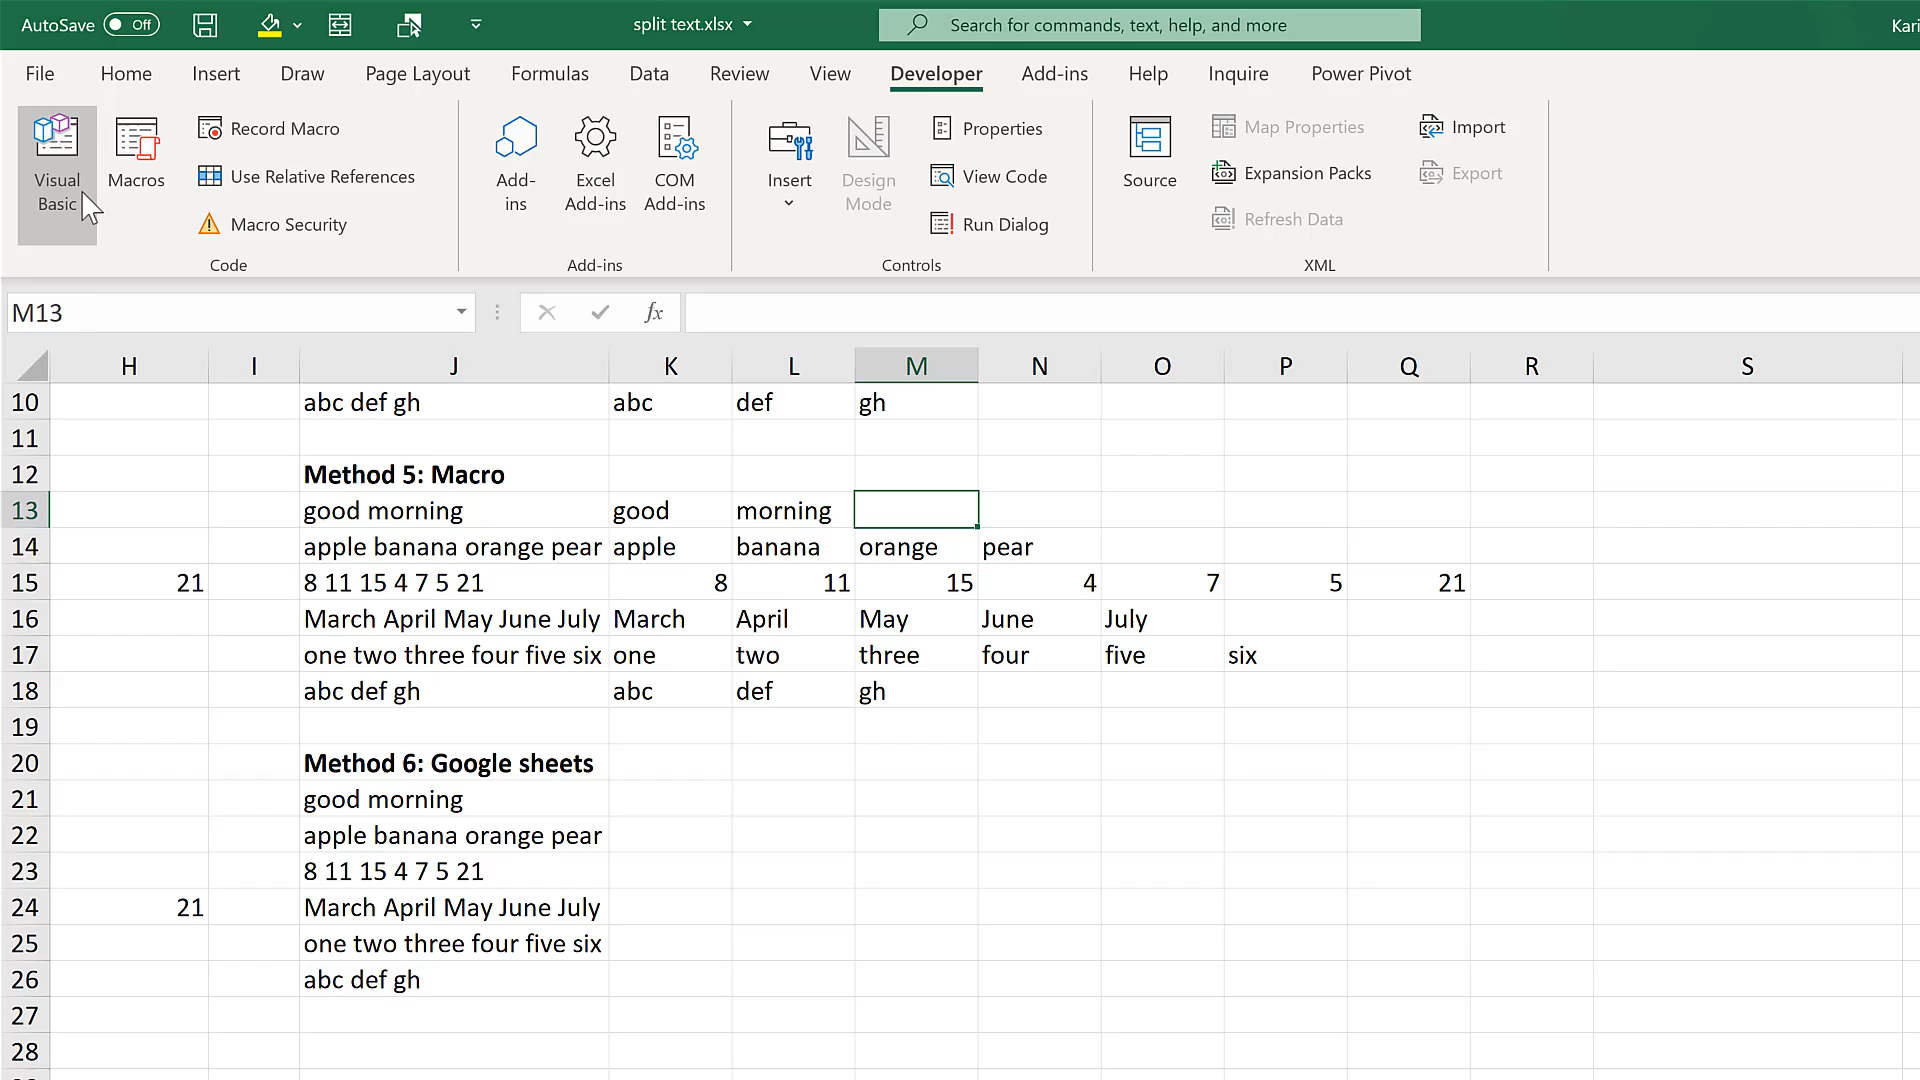 AutoSave Off split text.xlsx Search for commands, text, help, and more Kari
File Home Insert Draw Page Layout Formulas Data Review View Developer Add-ins Help Inquire Power Pivot
Visual Basic
Macros
Record Macro
Use Relative References
Macro Security
Code
Add-ins
Excel Add-ins
COM Add-ins
Add-ins
Insert
Design Mode
Properties
View Code
Run Dialog
Controls
Source
Map Properties
Expansion Packs
Refresh Data
Import
Export
XML
M13 fx
H I J K L M N O P Q R S
10 abc def gh abc def gh
11
12 Method 5: Macro
13 good morning good morning
14 apple banana orange pear apple banana orange pear
15 21 8 11 15 4 7 5 21 8 11 15 4 7 5 21
16 March April May June July March April May June July
17 one two three four five six one two three four five six
18 abc def gh abc def gh
19
20 Method 6: Google sheets
21 good morning
22 apple banana orange pear
23 8 11 15 4 7 5 21
24 21 March April May June July
25 one two three four five six
26 abc def gh
27
28